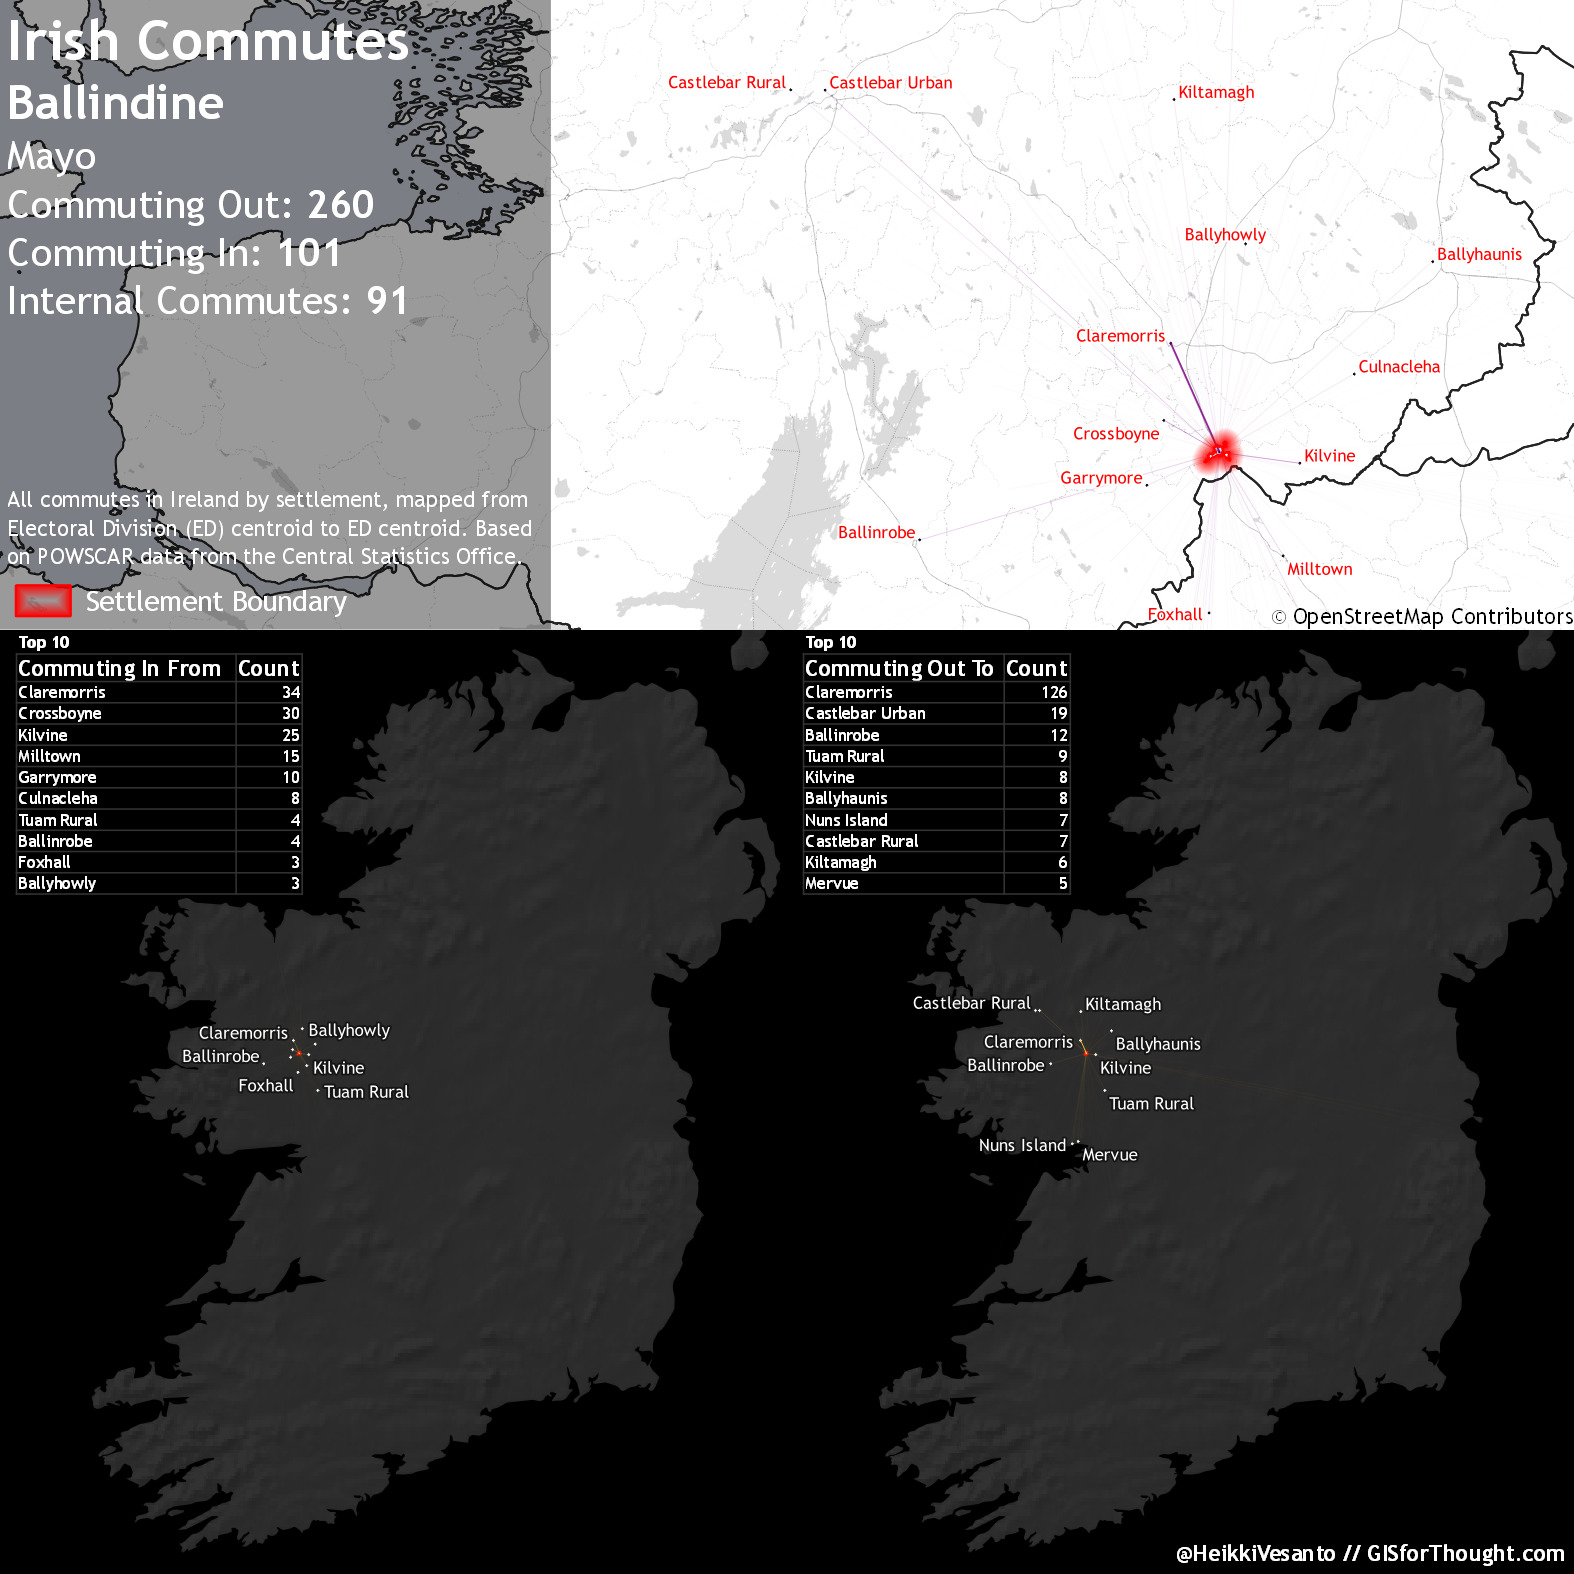 Irish Commutes
Ballindine
Mayo
Commuting Out: 260
Commuting In: 101
Internal Commutes: 91
All commutes in Ireland by settlement, mapped from
Electoral Division (ED) centroid to ED centroid. Based
on POWSCAR data from the Central Statistics Office.
Settlement Boundary
Castlebar Rural
Castlebar Urban
Kiltamagh
Ballyhowly
Ballyhaunis
Claremorris
Culnacleha
Crossboyne
Kilvine
Garrymore
Ballinrobe
Milltown
Foxhall
© OpenStreetMap Contributors
Top 10
Commuting In From Count
Claremorris 34
Crossboyne 30
Kilvine 25
Milltown 15
Garrymore 10
Culnacleha 8
Tuam Rural 4
Ballinrobe 4
Foxhall 3
Ballyhowly 3
Claremorris
Ballyhowly
Ballinrobe
Kilvine
Foxhall
Tuam Rural
Top 10
Commuting Out To Count
Claremorris 126
Castlebar Urban 19
Ballinrobe 12
Tuam Rural 9
Kilvine 8
Ballyhaunis 8
Nuns Island 7
Castlebar Rural 7
Kiltamagh 6
Mervue 5
Castlebar Rural
Kiltamagh
Claremorris
Ballyhaunis
Ballinrobe
Kilvine
Tuam Rural
Nuns Island
Mervue
@HeikkiVesanto // GISforThought.com